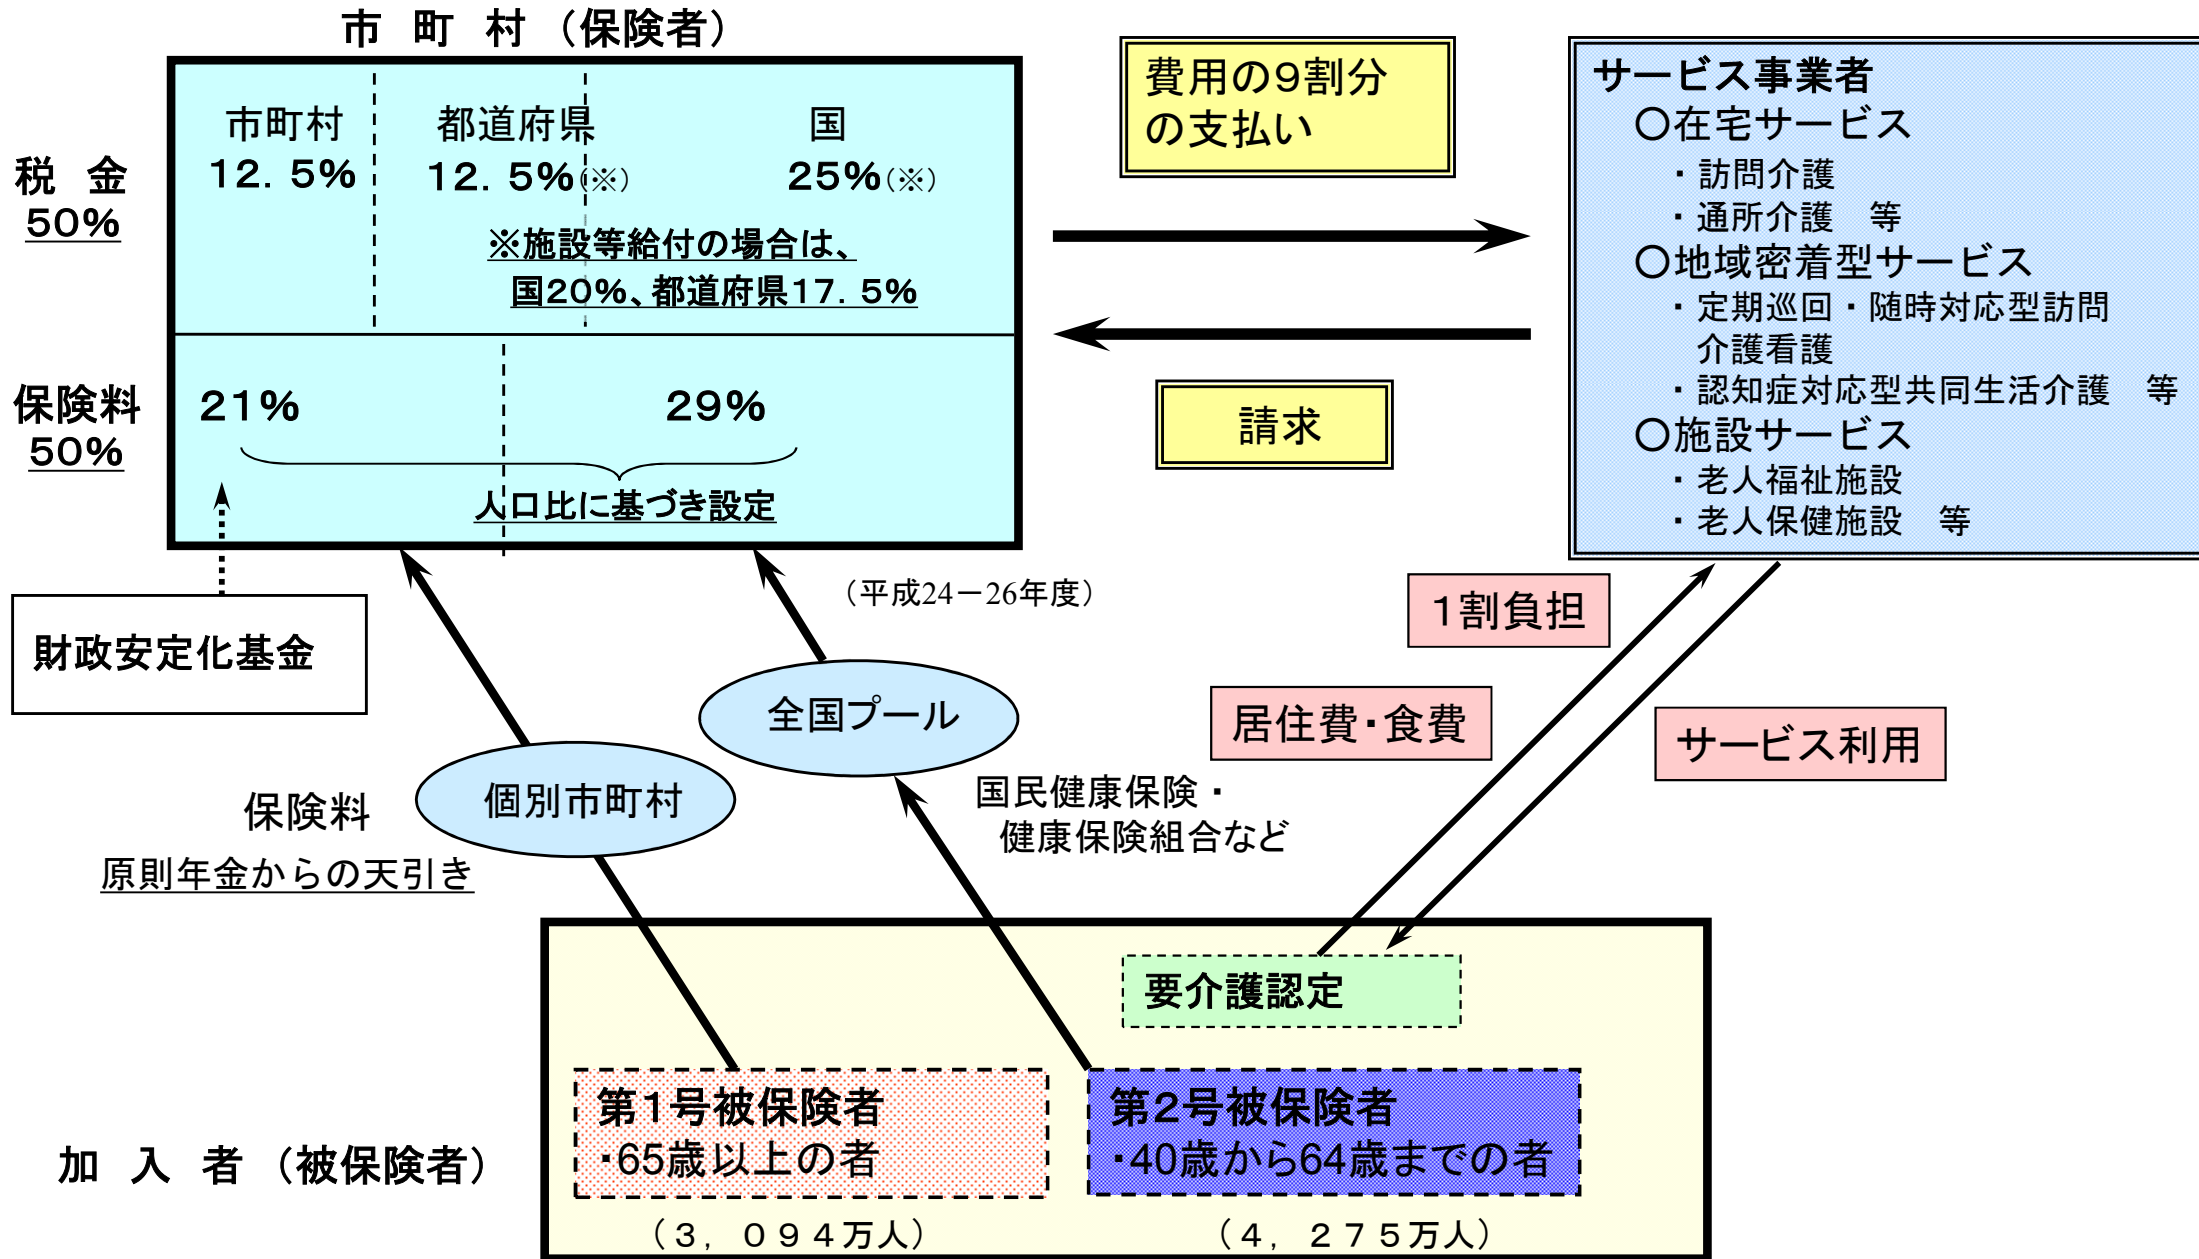 市 町 村 （保険者）
税 金
50%
市町村
12．5%
都道府県
12．5%（※）
国
25%（※）
※施設等給付の場合は、
国20%、都道府県17．5%
保険料
50%
21%
29%
人口比に基づき設定
費用の９割分
の支払い
請求
サービス事業者
○在宅サービス
・訪問介護
・通所介護　等
○地域密着型サービス
・定期巡回・随時対応型訪問
介護看護
・認知症対応型共同生活介護　等
○施設サービス
・老人福祉施設
・老人保健施設　等
財政安定化基金
（平成24－26年度）
１割負担
全国プール
居住費・食費
サービス利用
個別市町村
保険料
原則年金からの天引き
国民健康保険・
健康保険組合など
要介護認定
加 入 者 （被保険者）
第１号被保険者
・65歳以上の者
第２号被保険者
・40歳から64歳までの者
（３，０９４万人）
（４，２７５万人）